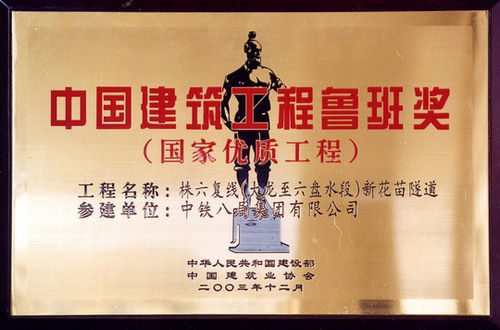 中国建筑工程鲁班奖
(国家优质工程)
工程名称:株六复线(大龙至六盘水段)新花苗隧道
参建单位:中铁八局集团有限公司
中华人民共和国建设部
中国建筑业协会
二〇〇三年十二月